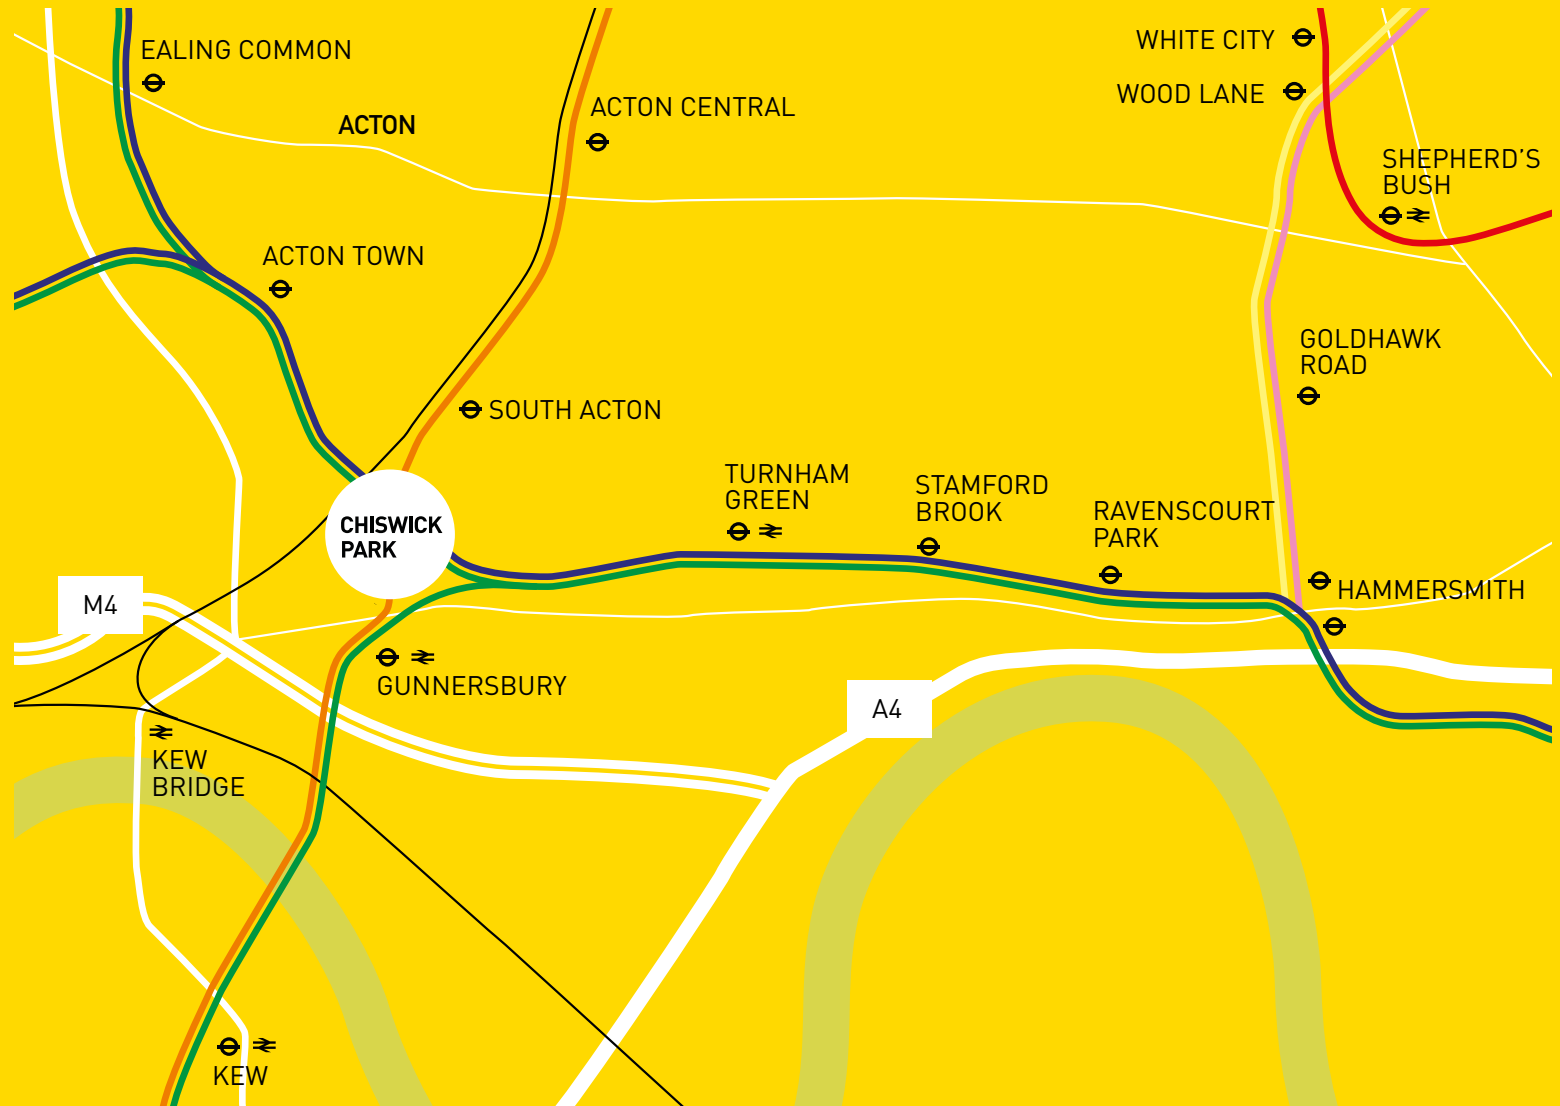 EALING COMMON
ACTON
ACTON CENTRAL
WHITE CITY
WOOD LANE
SHEPHERD'S
BUSH
ACTON TOWN
GOLDHAWK
ROAD
SOUTH ACTON
TURNHAM
GREEN
STAMFORD
BROOK
RAVENSCOURT
PARK
CHISWICK
PARK
HAMMERSMITH
M4
GUNNERSBURY
A4
KEW
BRIDGE
KEW